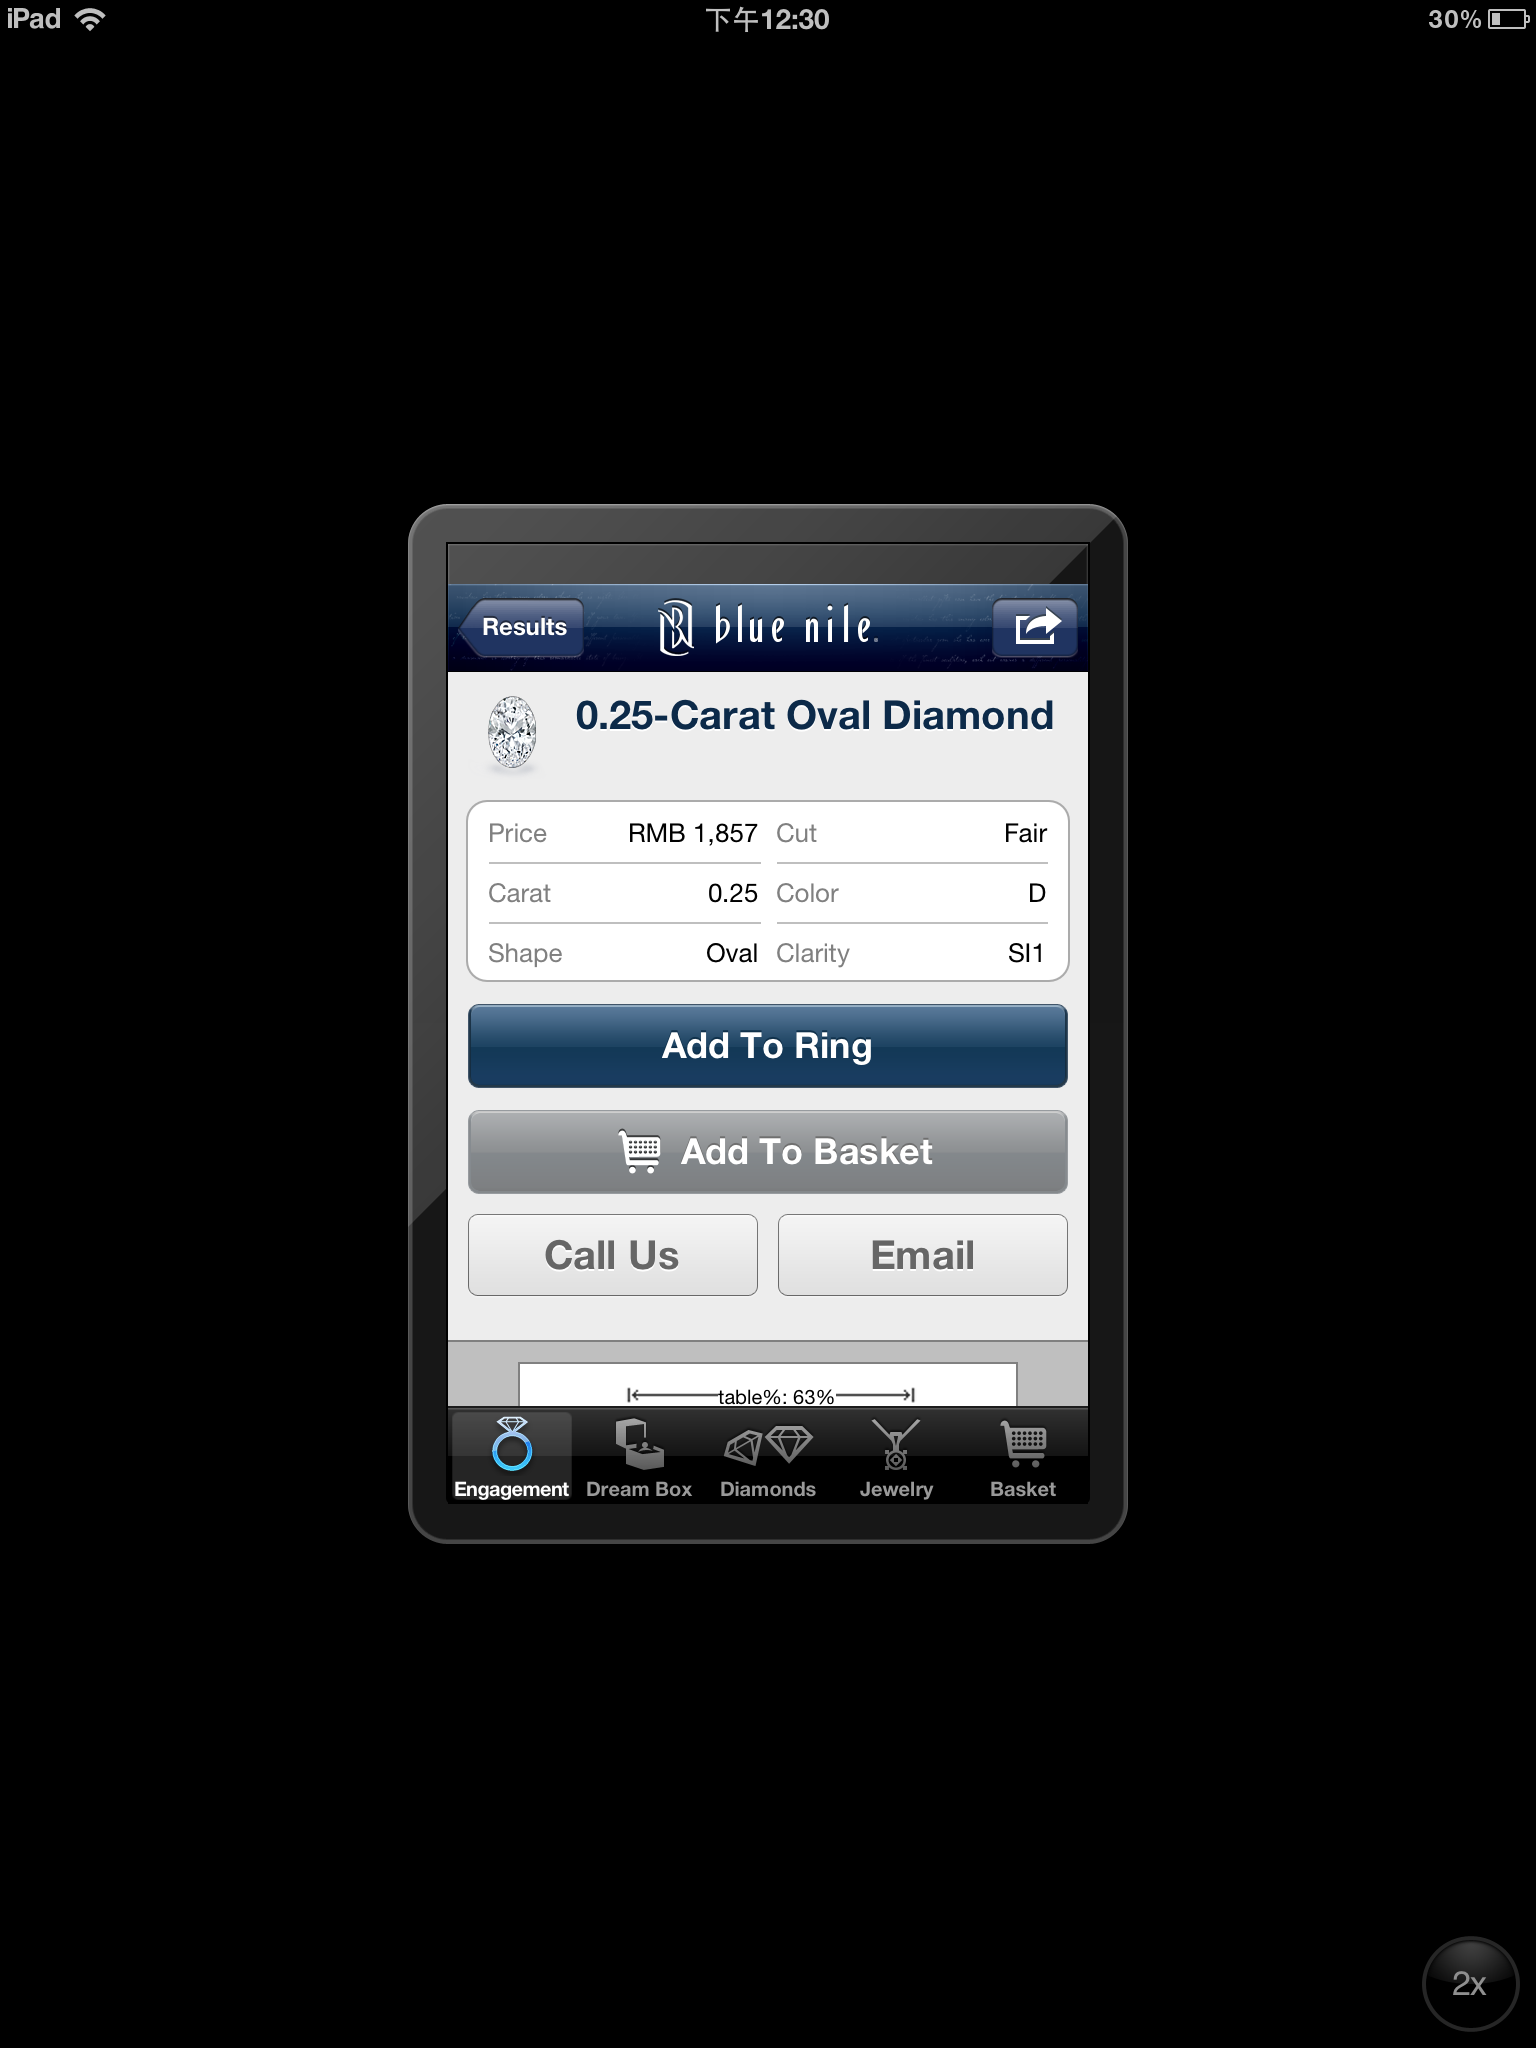 iPad 下午12:30 30%
Results blue nile.
0.25-Carat Oval Diamond
Price RMB 1,857 Cut Fair
Carat 0.25 Color D
Shape Oval Clarity SI1
Add To Ring
Add To Basket
Call Us Email
table%: 63%
Engagement Dream Box Diamonds Jewelry Basket
2x